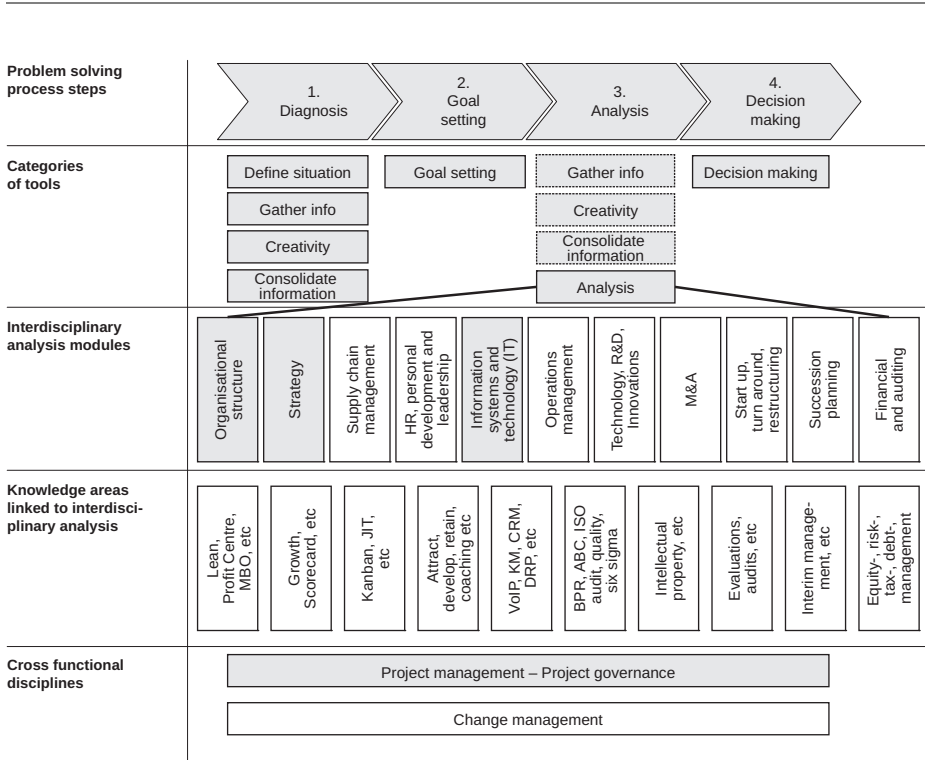 Problem solving
process steps
1.
Diagnosis
2.
Goal
setting
3.
Analysis
4.
Decision
making
Categories
of tools
Define situation
Goal setting
Gather info
Decision making
Gather info
Creativity
Creativity
Consolidate
information
Consolidate
information
Analysis
Interdisciplinary
analysis modules
Organisational
structure
Strategy
Supply chain
management
HR, personal
development and
leadership
Information
systems and
technology (IT)
Operations
management
Technology, R&D,
Innovations
M&A
Start up,
turn around,
restructuring
Succession
planning
Financial
and auditing
Knowledge areas
linked to interdisci-
plinary analysis
Lean,
Profit Centre,
MBO, etc
Growth,
Scorecard, etc
Kanban, JIT,
etc
Attract,
develop, retain,
coaching etc
VoIP, KM, CRM,
DRP, etc
BPR, ABC, ISO
audit, quality,
six sigma
Intellectual
property, etc
Evaluations,
audits, etc
Interim manage-
ment, etc
Equity-, risk-,
tax-, debt-,
management
Cross functional
disciplines
Project management – Project governance
Change management